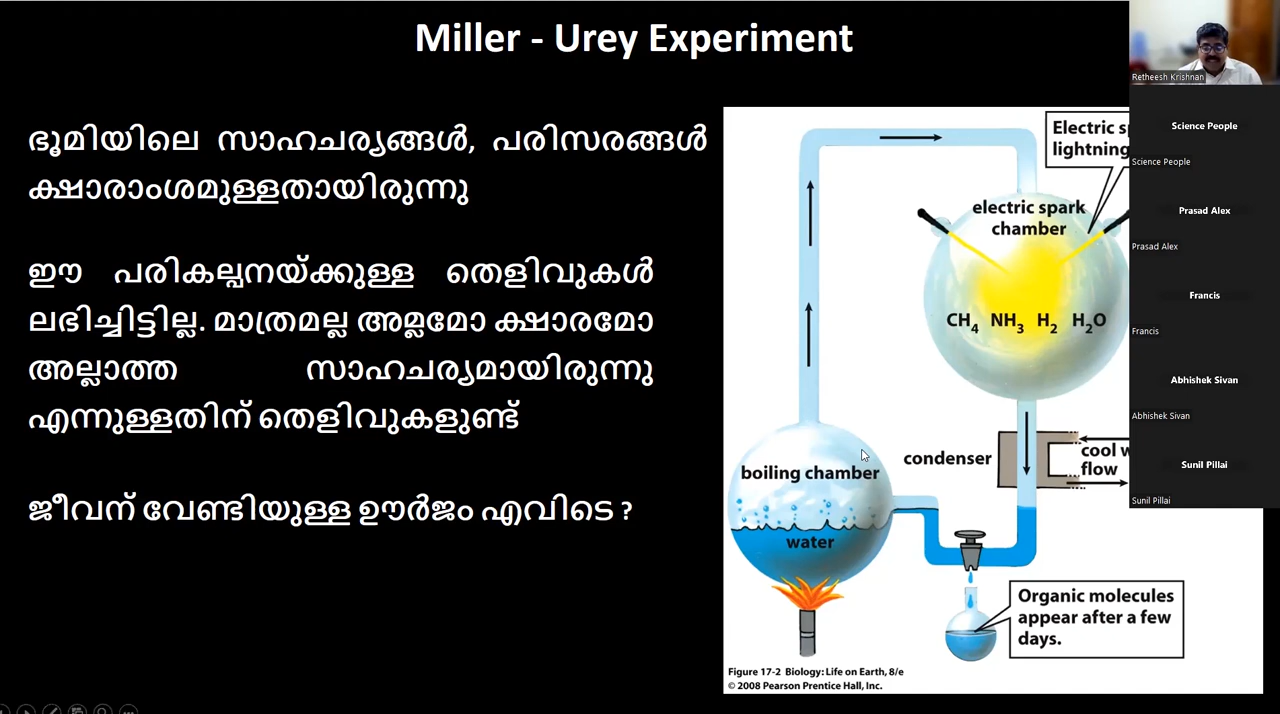 Miller - Urey Experiment
ഭൂമിയിലെ സാഹചര്യങ്ങൾ, പരിസരങ്ങൾ
ക്ഷാരാംശമുള്ളതായിരുന്നു
ഈ പരികല്പനയ്ക്കുള്ള തെളിവുകൾ
ലഭിച്ചിട്ടില്ല. മാത്രമല്ല അമ്ലമോ ക്ഷാരമോ
അല്ലാത്ത സാഹചര്യമായിരുന്നു
എന്നുള്ളതിന് തെളിവുകളുണ്ട്
ജീവന് വേണ്ടിയുള്ള ഊർജം എവിടെ ?
Electric
lightning
electric spark
chamber
CH4 NH3 H2 H2O
boiling chamber
water
condenser
cool
flow
Organic molecules
appear after a few
days.
Figure 17-2 Biology: Life on Earth, 8/e
© 2008 Pearson Prentice Hall, Inc.
Retheesh Krishnan
Science People
Science People
Prasad Alex
Prasad Alex
Francis
Francis
Abhishek Sivan
Abhishek Sivan
Sunil Pillai
Sunil Pillai